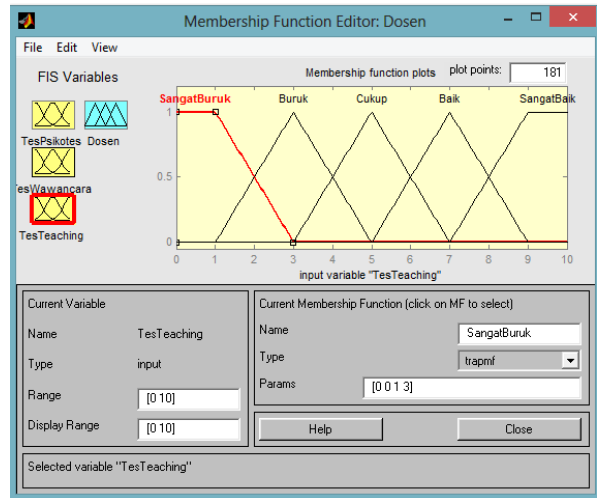 Membership Function Editor: Dosen
File Edit View
FIS Variables
Membership function plots plot points: 181
TesPsikotes Dosen
esWawancara
TesTeaching
SangatBuruk Buruk Cukup Baik SangatBaik
1
0.5
0
0 1 2 3 4 5 6 7 8 9 10
input variable "TesTeaching"
Current Variable
Name TesTeaching
Type input
Range [0 10]
Display Range [0 10]
Current Membership Function (click on MF to select)
Name SangatBuruk
Type trapmf
Params [0 0 1 3]
Help Close
Selected variable "TesTeaching"